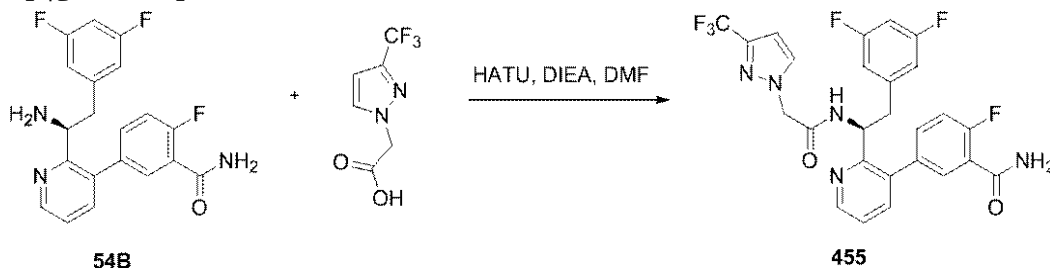 F F
F F
CF₃
F₃C
N N
HATU, DIEA, DMF
N N
H₂N F + N H N F
O
NH₂ O OH O NH₂
N O N O
54B 455